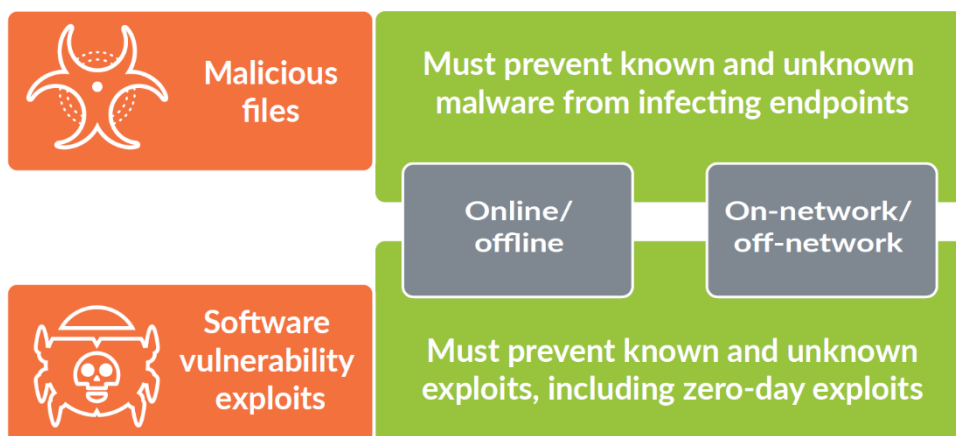 Malicious
files
Must prevent known and unknown
malware from infecting endpoints
Online/
offline
On-network/
off-network
Software
vulnerability
exploits
Must prevent known and unknown
exploits, including zero-day exploits